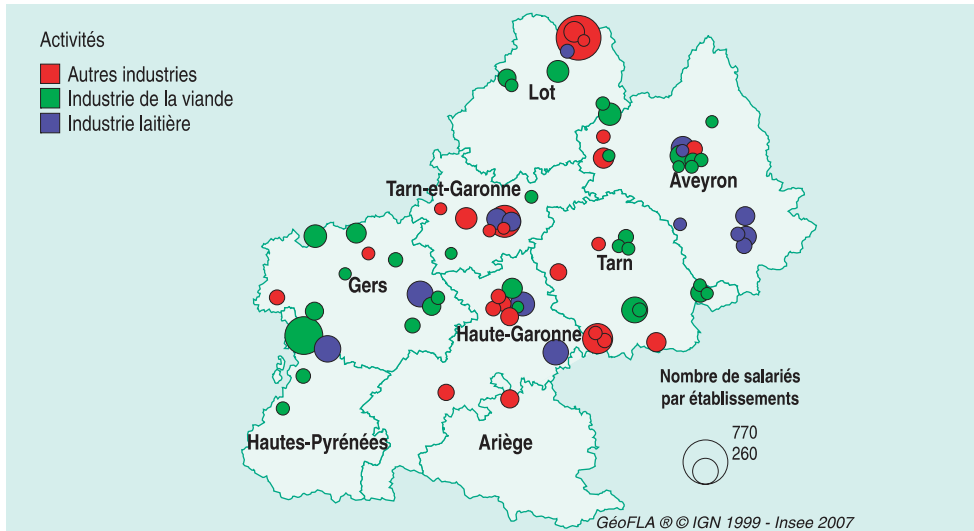 Activités
Autres industries
Industrie de la viande
Industrie laitière
Lot
Aveyron
Tarn-et-Garonne
Tarn
Gers
Haute-Garonne
Hautes-Pyrénées
Ariège
Nombre de salariés
par établissements
770
260
GéoFLA ® © IGN 1999 - Insee 2007